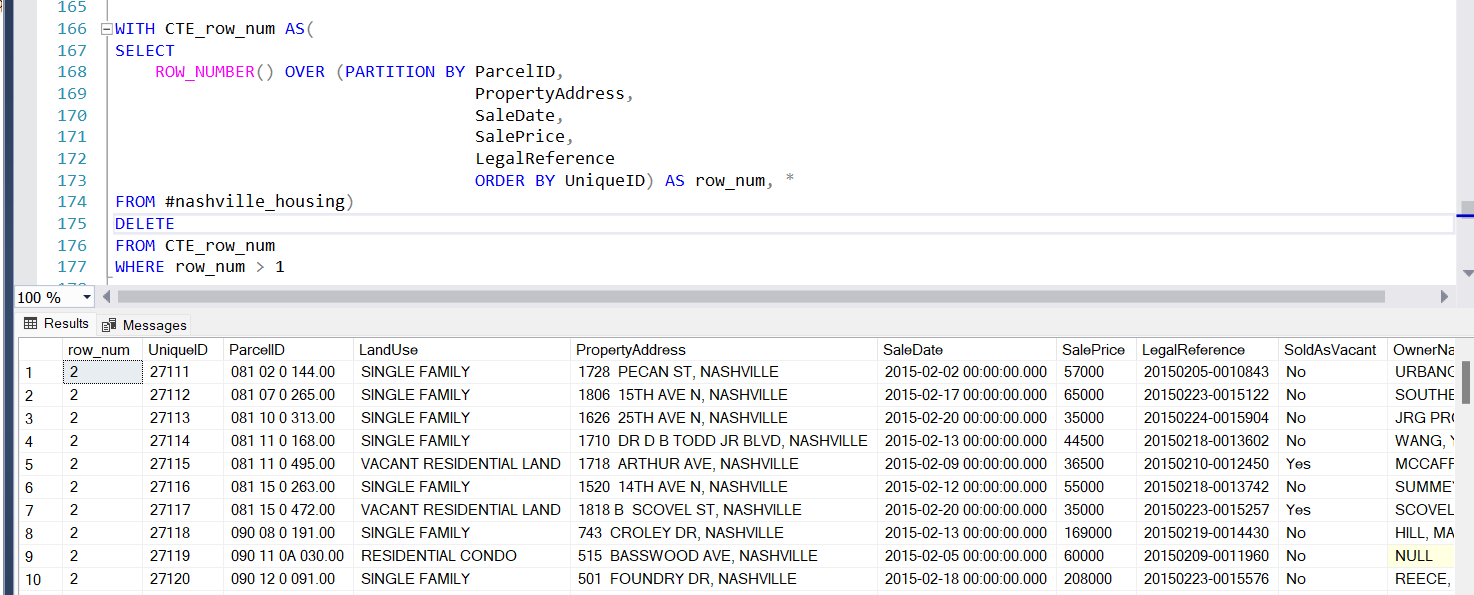 165
166 WITH CTE_row_num AS(
167 SELECT
168 ROW_NUMBER() OVER (PARTITION BY ParcelID,
169 PropertyAddress,
170 SaleDate,
171 SalePrice,
172 LegalReference
173 ORDER BY UniqueID) AS row_num, *
174 FROM #nashville_housing)
175 DELETE
176 FROM CTE_row_num
177 WHERE row_num > 1
100 %
Results Messages
row_num UniqueID ParcelID LandUse PropertyAddress SaleDate SalePrice LegalReference SoldAsVacant OwnerNa
1 2 27111 081 02 0 144.00 SINGLE FAMILY 1728 PECAN ST, NASHVILLE 2015-02-02 00:00:00.000 57000 20150205-0010843 No URBANC
2 2 27112 081 07 0 265.00 SINGLE FAMILY 1806 15TH AVE N, NASHVILLE 2015-02-17 00:00:00.000 65000 20150223-0015122 No SOUTHE
3 2 27113 081 10 0 313.00 SINGLE FAMILY 1626 25TH AVE N, NASHVILLE 2015-02-20 00:00:00.000 35000 20150224-0015904 No JRG PR
4 2 27114 081 11 0 168.00 SINGLE FAMILY 1710 DR D B TODD JR BLVD, NASHVILLE 2015-02-13 00:00:00.000 44500 20150218-0013602 No WANG,
5 2 27115 081 11 0 495.00 VACANT RESIDENTIAL LAND 1718 ARTHUR AVE, NASHVILLE 2015-02-09 00:00:00.000 36500 20150210-0012450 Yes MCCAF
6 2 27116 081 15 0 263.00 SINGLE FAMILY 1520 14TH AVE N, NASHVILLE 2015-02-12 00:00:00.000 55000 20150218-0013742 No SUMME
7 2 27117 081 15 0 472.00 VACANT RESIDENTIAL LAND 1818 B SCOVEL ST, NASHVILLE 2015-02-20 00:00:00.000 35000 20150223-0015257 Yes SCOVEL
8 2 27118 090 08 0 191.00 SINGLE FAMILY 743 CROLEY DR, NASHVILLE 2015-02-13 00:00:00.000 169000 20150219-0014430 No HILL, MA
9 2 27119 090 11 0A 030.00 RESIDENTIAL CONDO 515 BASSWOOD AVE, NASHVILLE 2015-02-05 00:00:00.000 60000 20150209-0011960 No NULL
10 2 27120 090 12 0 091.00 SINGLE FAMILY 501 FOUNDRY DR, NASHVILLE 2015-02-18 00:00:00.000 208000 20150223-0015576 No REECE,